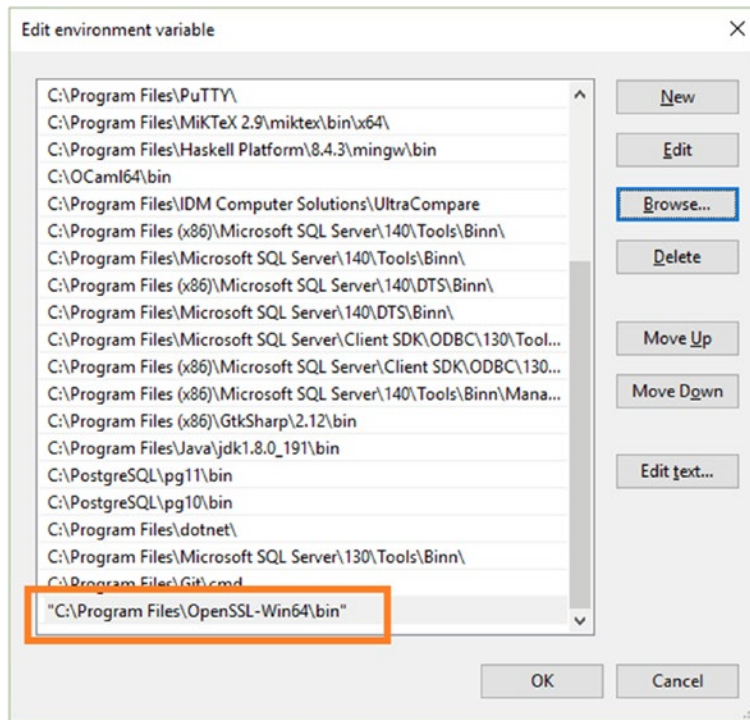 Edit environment variable
C:\Program Files\PuTTY\
C:\Program Files\MiKTeX 2.9\miktex\bin\x64\
C:\Program Files\Haskell Platform\8.4.3\mingw\bin
C:\OCaml64\bin
C:\Program Files\IDM Computer Solutions\UltraCompare
C:\Program Files (x86)\Microsoft SQL Server\140\Tools\Binn\
C:\Program Files\Microsoft SQL Server\140\Tools\Binn\
C:\Program Files (x86)\Microsoft SQL Server\140\DTS\Binn\
C:\Program Files\Microsoft SQL Server\140\DTS\Binn\
C:\Program Files\Microsoft SQL Server\Client SDK\ODBC\130\Tool...
C:\Program Files (x86)\Microsoft SQL Server\Client SDK\ODBC\130...
C:\Program Files (x86)\Microsoft SQL Server\140\Tools\Binn\Mana...
C:\Program Files (x86)\GtkSharp\2.12\bin
C:\Program Files\Java\jdk1.8.0_191\bin
C:\PostgreSQL\pg11\bin
C:\PostgreSQL\pg10\bin
C:\Program Files\dotnet\
C:\Program Files\Microsoft SQL Server\130\Tools\Binn\
C:\Program Files\Git\cmd
"C:\Program Files\OpenSSL-Win64\bin"
New
Edit
Browse...
Delete
Move Up
Move Down
Edit text...
OK
Cancel